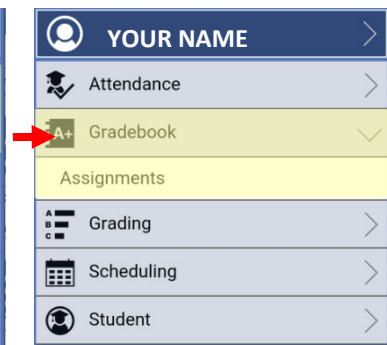 YOUR NAME
Attendance
A+ Gradebook
Assignments
A B C Grading
Scheduling
Student